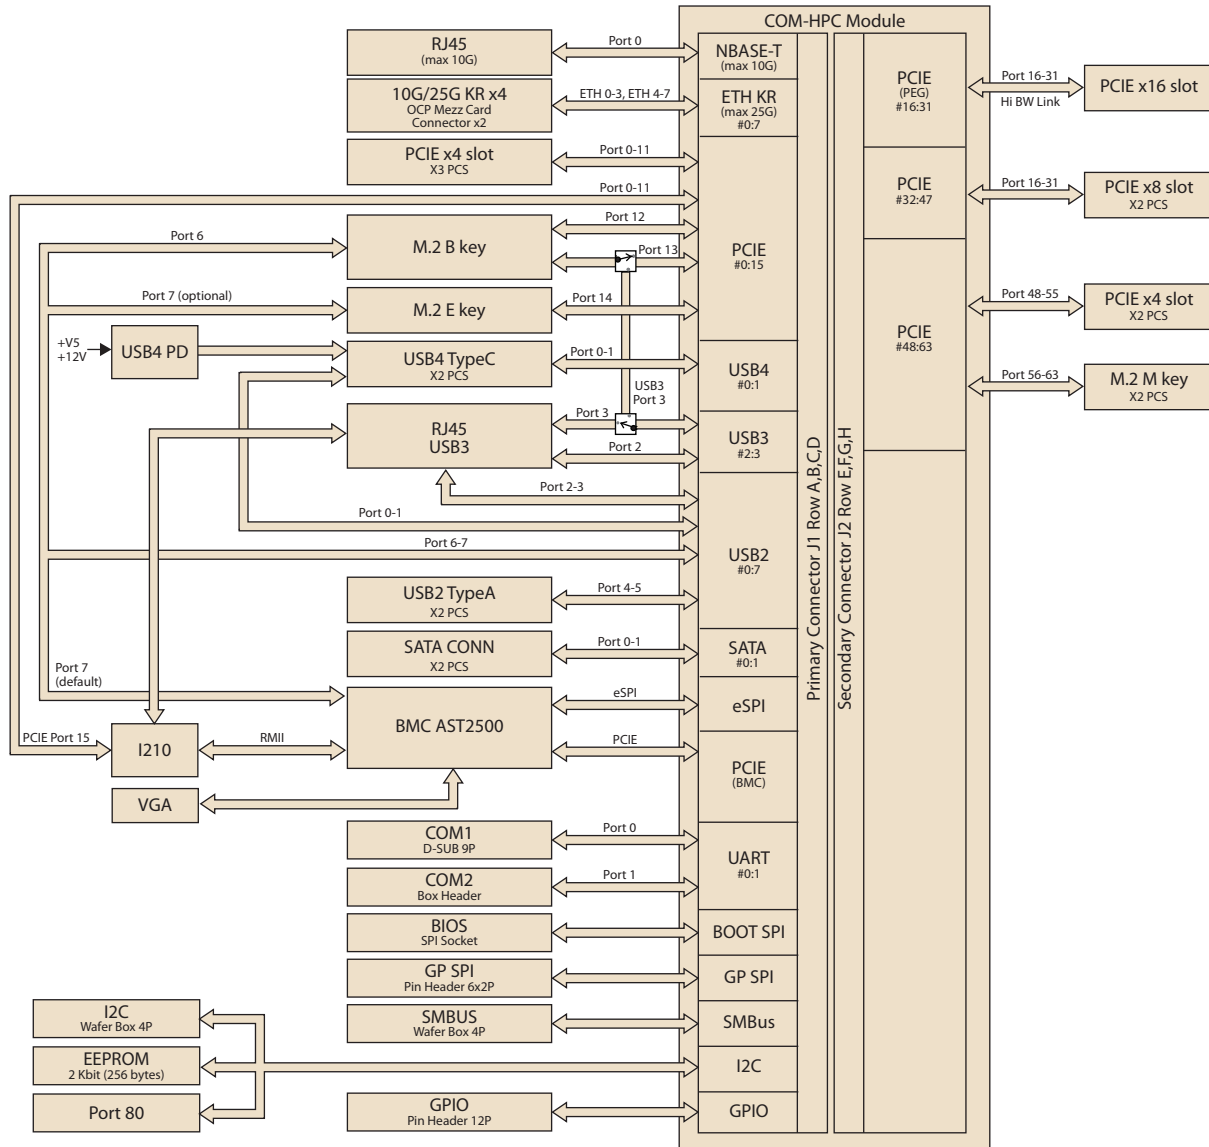 COM-HPC Module
RJ45
(max 10G)
Port 0
NBASE-T
(max 10G)
10G/25G KR x4
OCP Mezz Card
Connector x2
ETH 0-3, ETH 4-7
ETH KR
(max 25G)
#0:7
PCIE x4 slot
X3 PCS
Port 0-11
Port 0-11
Port 6
M.2 B key
Port 12
Port 13
PCIE
#0:15
Port 7 (optional)
M.2 E key
Port 14
+V5
+12V
USB4 PD
USB4 TypeC
X2 PCS
Port 0-1
USB4
#0:1
USB3
Port 3
RJ45
USB3
Port 3
Port 2
USB3
#2:3
Port 2-3
Port 0-1
Port 6-7
USB2
#0:7
USB2 TypeA
X2 PCS
Port 4-5
SATA CONN
X2 PCS
Port 0-1
SATA
#0:1
Port 7
(default)
BMC AST2500
eSPI
eSPI
PCIE Port 15
I210
RMII
PCIE
PCIE
(BMC)
VGA
COM1
D-SUB 9P
Port 0
UART
#0:1
COM2
Box Header
Port 1
BIOS
SPI Socket
BOOT SPI
GP SPI
Pin Header 6x2P
GP SPI
I2C
Wafer Box 4P
SMBUS
Wafer Box 4P
SMBus
EEPROM
2 Kbit (256 bytes)
I2C
Port 80
GPIO
Pin Header 12P
GPIO
Primary Connector J1 Row A,B,C,D
Secondary Connector J2 Row E,F,G,H
PCIE
(PEG)
#16:31
Port 16-31
Hi BW Link
PCIE x16 slot
PCIE
#32:47
Port 16-31
PCIE x8 slot
X2 PCS
PCIE
#48:63
Port 48-55
PCIE x4 slot
X2 PCS
Port 56-63
M.2 M key
X2 PCS